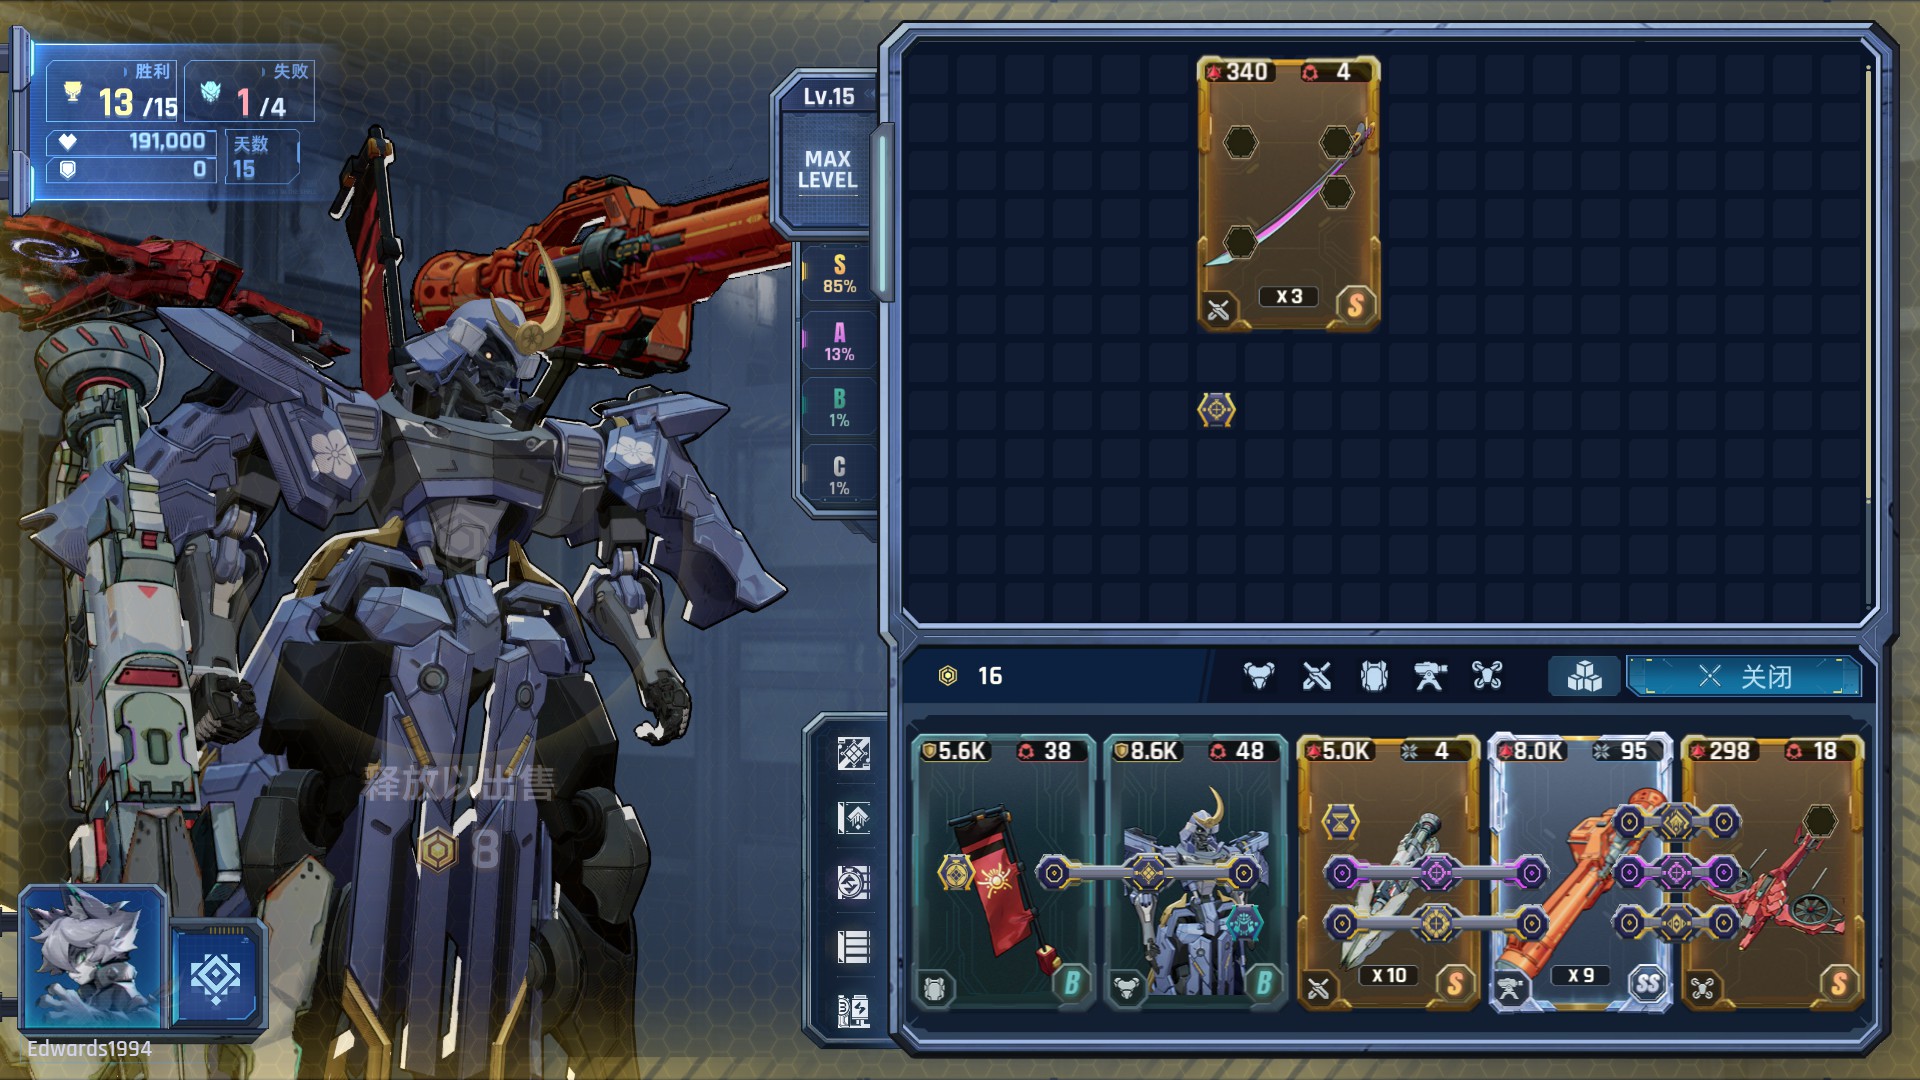 胜利
13 /15
失败
1 /4
191,000
0
天数
15
Lv.15
MAX
LEVEL
S
85%
A
13%
B
1%
C
1%
340
4
x3
S
16
关闭
5.6K
38
B
8.6K
48
B
5.0K
4
x10
S
8.0K
95
x9
SS
298
18
S
释放以出售
8
Edwards1994